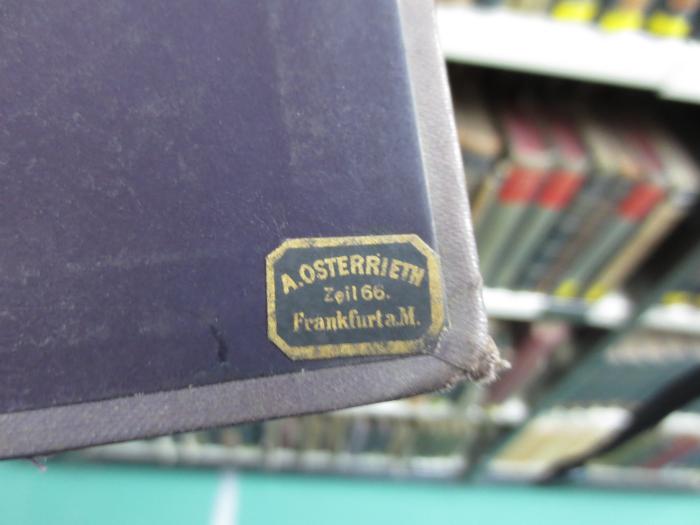 A. OSTERRIETH
Zeil 66.
Frankfurt a.M.